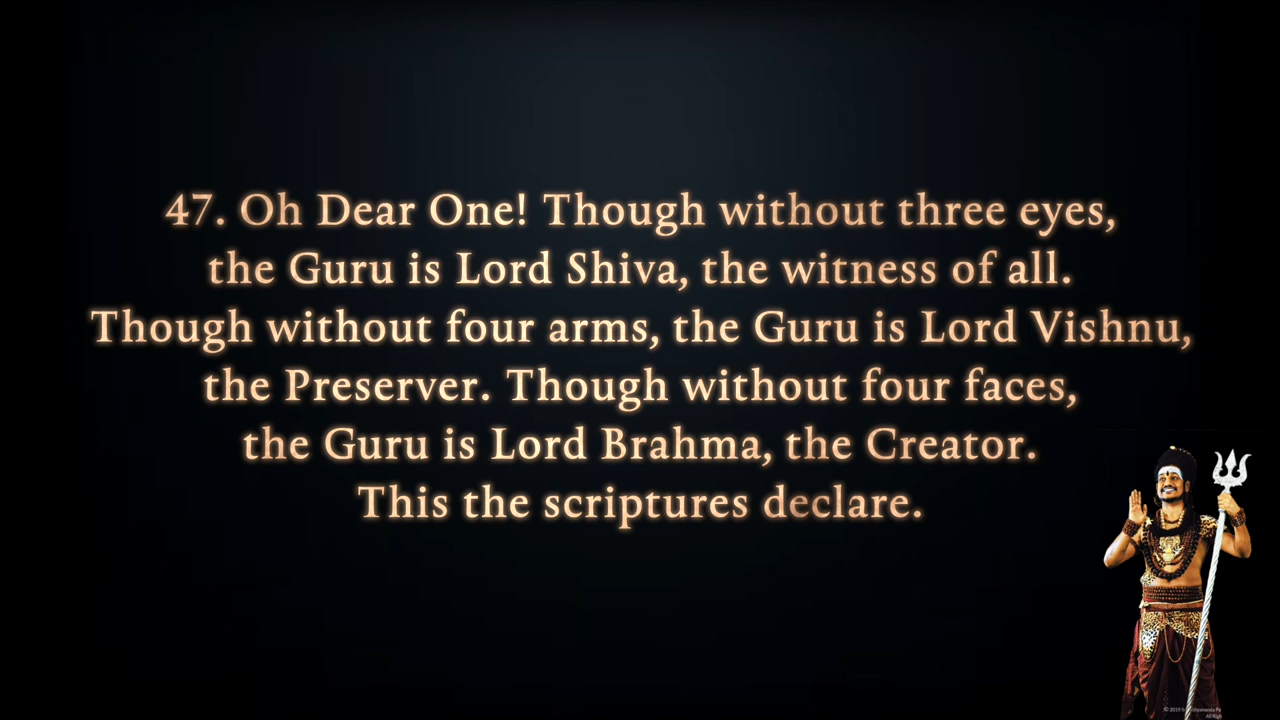 47. Oh Dear One! Though without three eyes,
the Guru is Lord Shiva, the witness of all.
Though without four arms, the Guru is Lord Vishnu,
the Preserver. Though without four faces,
the Guru is Lord Brahma, the Creator.
This the scriptures declare.
© 2019